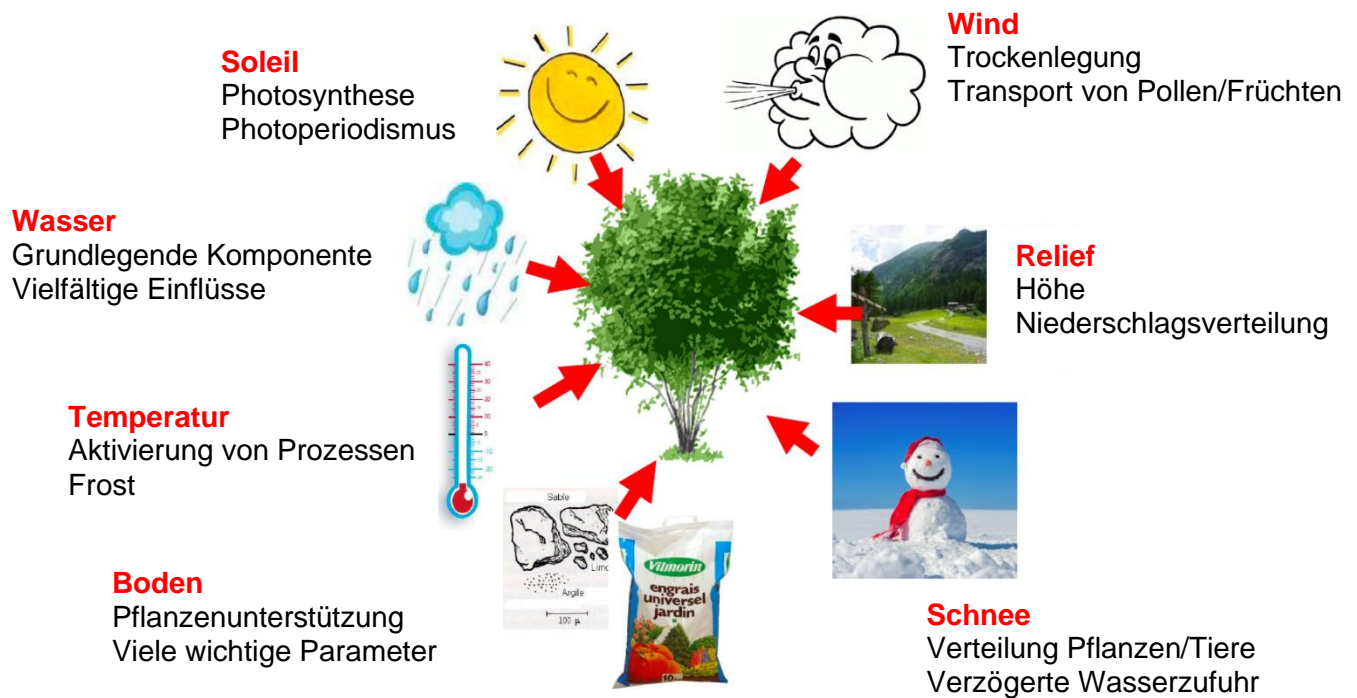 Soleil
Photosynthese
Photoperiodismus
Wind
Trockenlegung
Transport von Pollen/Früchten
Wasser
Grundlegende Komponente
Vielfältige Einflüsse
Relief
Höhe
Niederschlagsverteilung
Temperatur
Aktivierung von Prozessen
Frost
Boden
Pflanzenunterstützung
Viele wichtige Parameter
Sable
Limo
Argile
100 µ
Vilmorin
engrais
universel
jardin
Schnee
Verteilung Pflanzen/Tiere
Verzögerte Wasserzufuhr